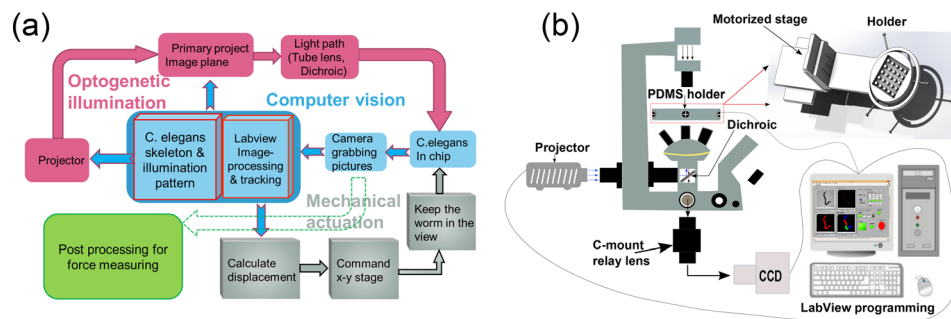 (a)
Primary project
Image plane
Light path
(Tube lens,
Dichroic)
Optogenetic
illumination
Computer vision
Projector
C. elegans
skeleton &
illumination
pattern
Labview
Image-
processing
& tracking
Camera
grabbing
pictures
C.elegans
In chip
Mechanical
actuation
Keep the
worm in the
view
Post processing for
force measuring
Calculate
displacement
Command
x-y stage
(b)
Motorized stage
Holder
PDMS holder
Dichroic
Projector
C-mount
relay lens
CCD
LabView programming